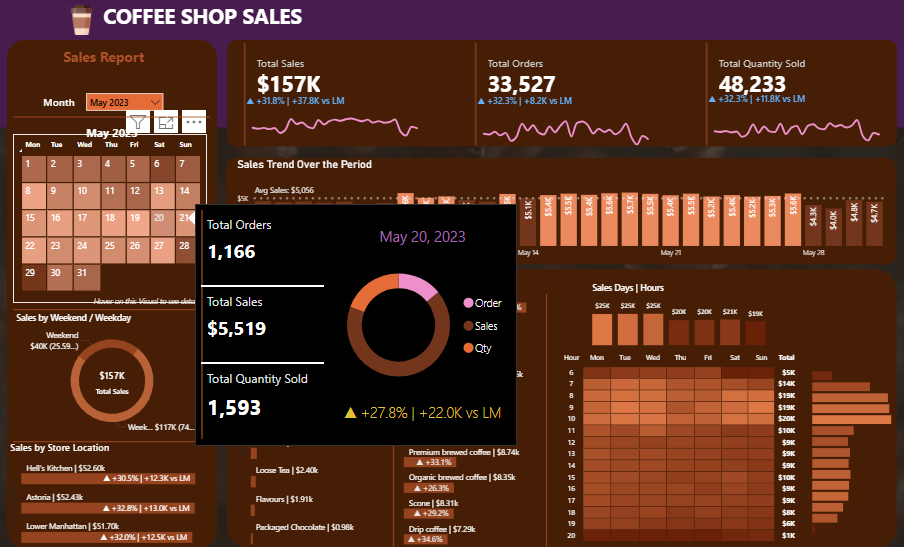 COFFEE SHOP SALES
Sales Report
Month
May 2023
May 2023
Mon Tue Wed Thu Fri Sat Sun
1 2 3 4 5 6 7
8 9 10 11 12 13 14
15 16 17 18 19 20 21
22 23 24 25 26 27 28
29 30 31
Hover on this Visual to see
Sales by Weekend / Weekday
Weekend
$40K (25.59...)
$157K
Total Sales
Week... $117K (74....
Sales by Store Location
Hell's Kitchen | $52.60k
▲ +30.5% | +12.3K vs LM
Astoria | $52.43k
▲ +32.8% | +13.0K vs LM
Lower Manhattan | $51.70k
▲ +32.0% | +12.5K vs LM
Total Sales
$157K
▲ +31.8% | +37.8K vs LM
Total Orders
33,527
▲ +32.3% | +8.2K vs LM
Total Quantity Sold
48,233
▲ +32.3% | +11.8K vs LM
Sales Trend Over the Period
Avg Sales: $5,056
$5K
$5.1K $5.4K $5.5K $5.4K $5.6K $5.7K $5.5K $5.4K $5.5K $5.4K $5.2K $5.3K $5.6K $4.3K $4.0K $4.8K $4.7K
May 14 May 21 May 28
Total Orders
1,166
Total Sales
$5,519
Total Quantity Sold
1,593
May 20, 2023
Order
Sales
Qty
▲ +27.8% | +22.0K vs LM
Loose Tea | $2.40k
Flavours | $1.91k
Packaged Chocolate | $0.98k
Premium brewed coffee | $8.74k
▲ +33.1%
Organic brewed coffee | $8.35k
▲ +26.3%
Scone | $8.31k
▲ +29.2%
Drip coffee | $7.29k
▲ +34.6%
Sales Days | Hours
$25K $25K $25K $20K $20K $21K $19K
Hour Mon Tue Wed Thu Fri Sat Sun Total
6 $5K
7 $14K
8 $19K
9 $19K
10 $20K
11 $10K
12 $9K
13 $9K
14 $9K
15 $10K
16 $9K
17 $9K
18 $8K
19 $6K
20 $1K